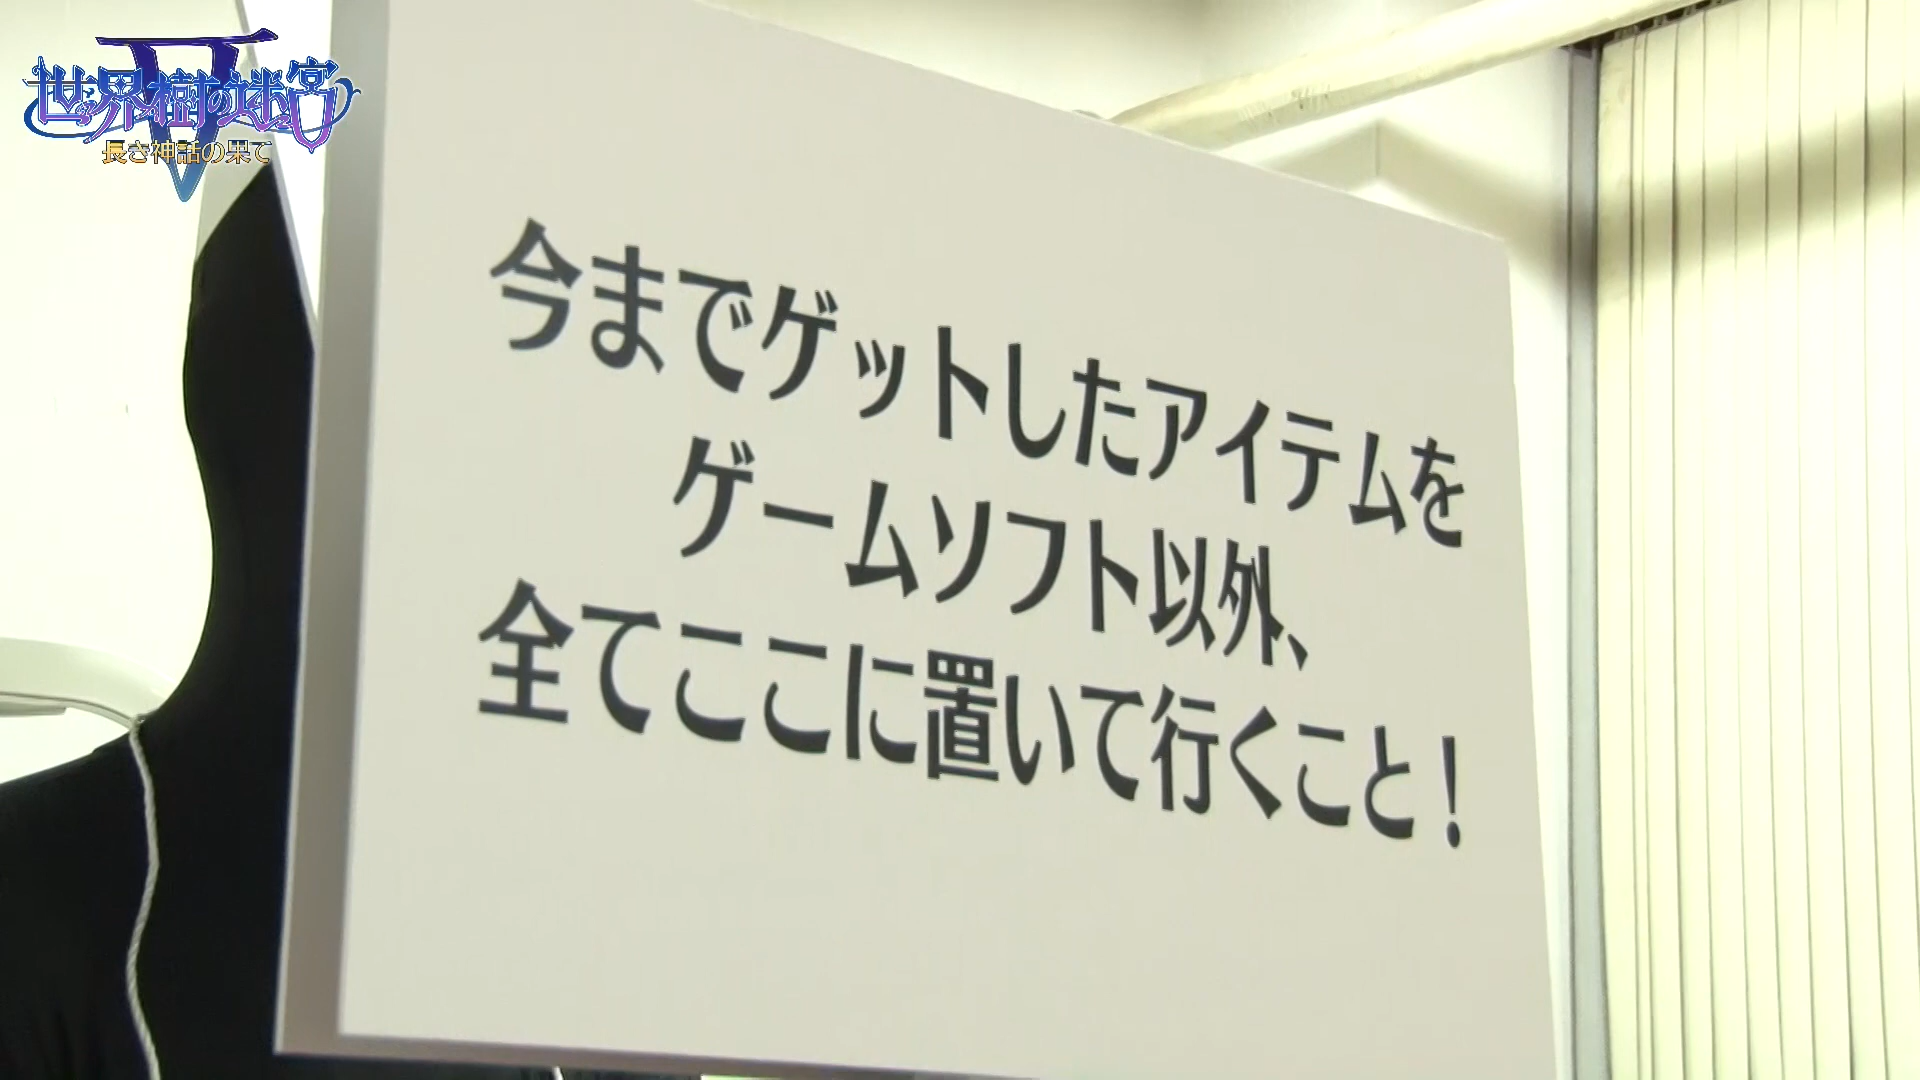 世界樹の迷宮V
長き神話の果て
今までゲットしたアイテムを
ゲームソフト以外、
全てここに置いて行くこと！